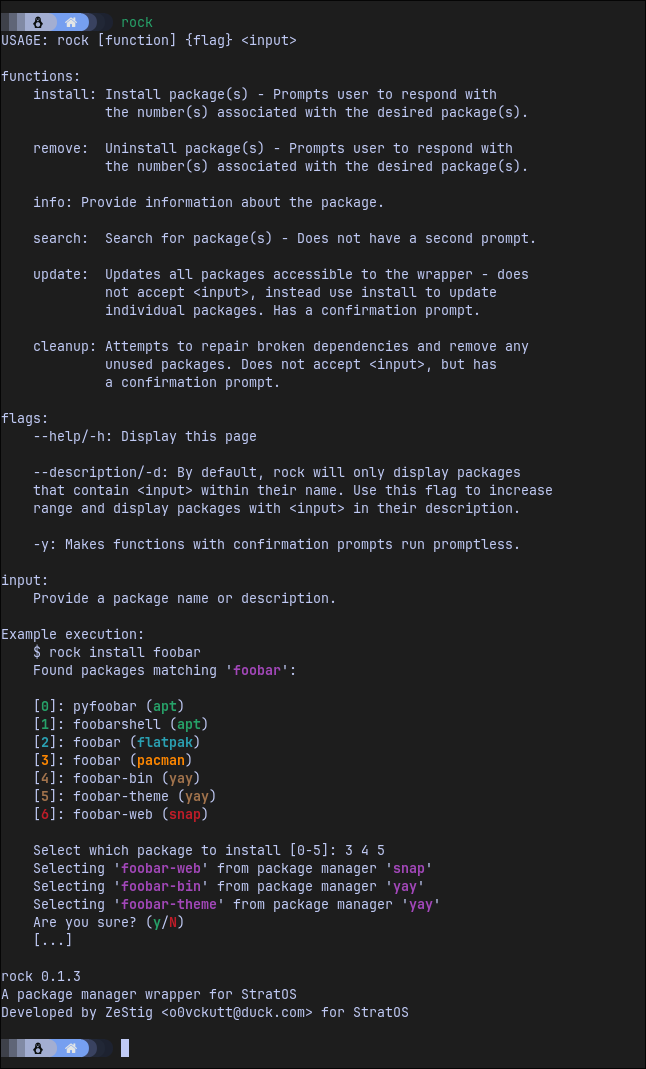 rock
USAGE: rock [function] {flag} <input>
functions:
install: Install package(s) - Prompts user to respond with
the number(s) associated with the desired package(s).
remove:  Uninstall package(s) - Prompts user to respond with
the number(s) associated with the desired package(s).
info: Provide information about the package.
search:  Search for package(s) - Does not have a second prompt.
update:  Updates all packages accessible to the wrapper - does
not accept <input>, instead use install to update
individual packages. Has a confirmation prompt.
cleanup: Attempts to repair broken dependencies and remove any
unused packages. Does not accept <input>, but has
a confirmation prompt.
flags:
--help/-h: Display this page
--description/-d: By default, rock will only display packages
that contain <input> within their name. Use this flag to increase
range and display packages with <input> in their description.
-y: Makes functions with confirmation prompts run promptless.
input:
Provide a package name or description.
Example execution:
$ rock install foobar
Found packages matching 'foobar':
[0]: pyfoobar (apt)
[1]: foobarshell (apt)
[2]: foobar (flatpak)
[3]: foobar (pacman)
[4]: foobar-bin (yay)
[5]: foobar-theme (yay)
[6]: foobar-web (snap)
Select which package to install [0-5]: 3 4 5
Selecting 'foobar-web' from package manager 'snap'
Selecting 'foobar-bin' from package manager 'yay'
Selecting 'foobar-theme' from package manager 'yay'
Are you sure? (y/N)
[...]
rock 0.1.3
A package manager wrapper for StratOS
Developed by ZeStig <o0vckutt@duck.com> for StratOS